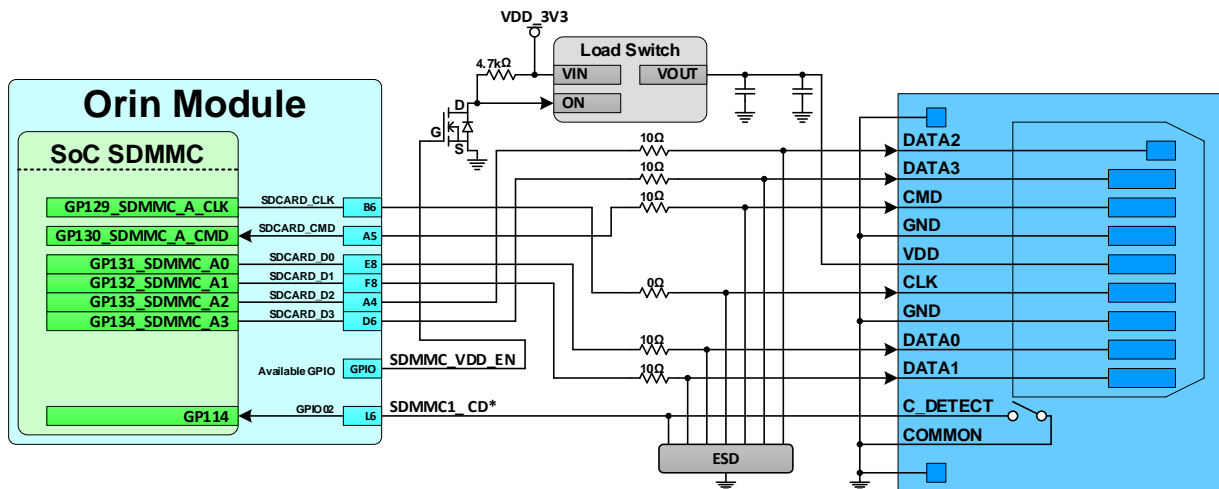 VDD_3V3
Load Switch
4.7kΩ
VIN
VOUT
ON
D
G
S
Orin Module
SoC SDMMC
GP129_SDMMC_A_CLK
SDCARD_CLK
B6
GP130_SDMMC_A_CMD
SDCARD_CMD
A5
GP131_SDMMC_A0
SDCARD_D0
E8
GP132_SDMMC_A1
SDCARD_D1
F8
GP133_SDMMC_A2
SDCARD_D2
A4
GP134_SDMMC_A3
SDCARD_D3
D6
Available GPIO
GPIO
SDMMC_VDD_EN
GP114
GPIO02
L6
SDMMC1_CD*
10Ω
10Ω
10Ω
0Ω
10Ω
10Ω
ESD
DATA2
DATA3
CMD
GND
VDD
CLK
GND
DATA0
DATA1
C_DETECT
COMMON